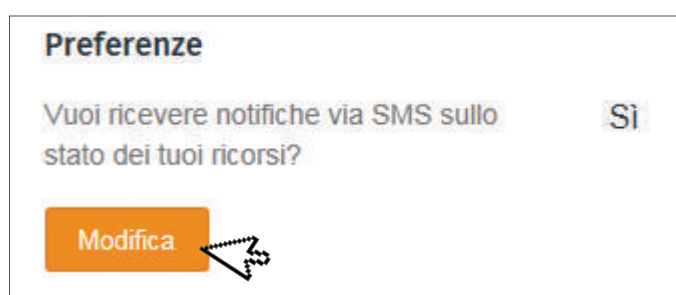 Preferenze
Vuoi ricevere notifiche via SMS sullo Sì
stato dei tuoi ricorsi?
Modifica